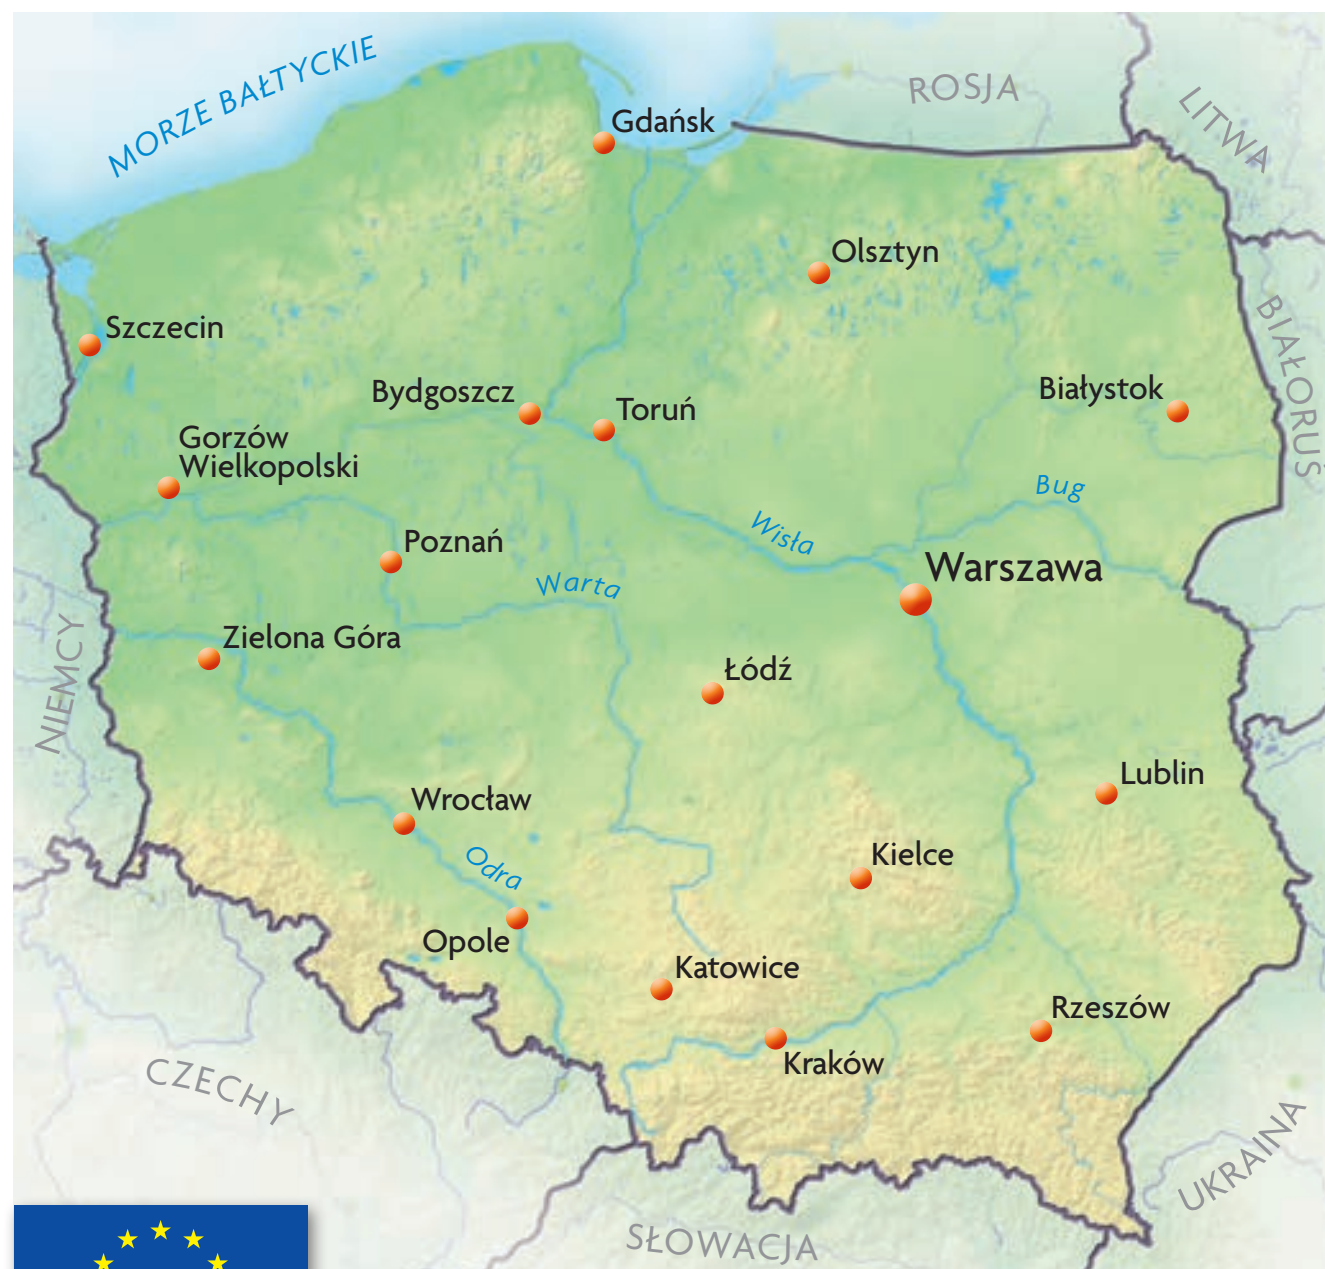 MORZE BAŁTYCKIE
ROSJA
LITWA
Gdańsk
Olsztyn
Szczecin
BIAŁORUŚ
Bydgoszcz
Toruń
Białystok
Gorzów
Wielkopolski
Bug
Wisła
Poznań
Warszawa
Warta
NIEMCY
Zielona Góra
Łódź
Wrocław
Lublin
Odra
Kielce
Opole
Katowice
Rzeszów
Kraków
CZECHY
UKRAINA
SŁOWACJA